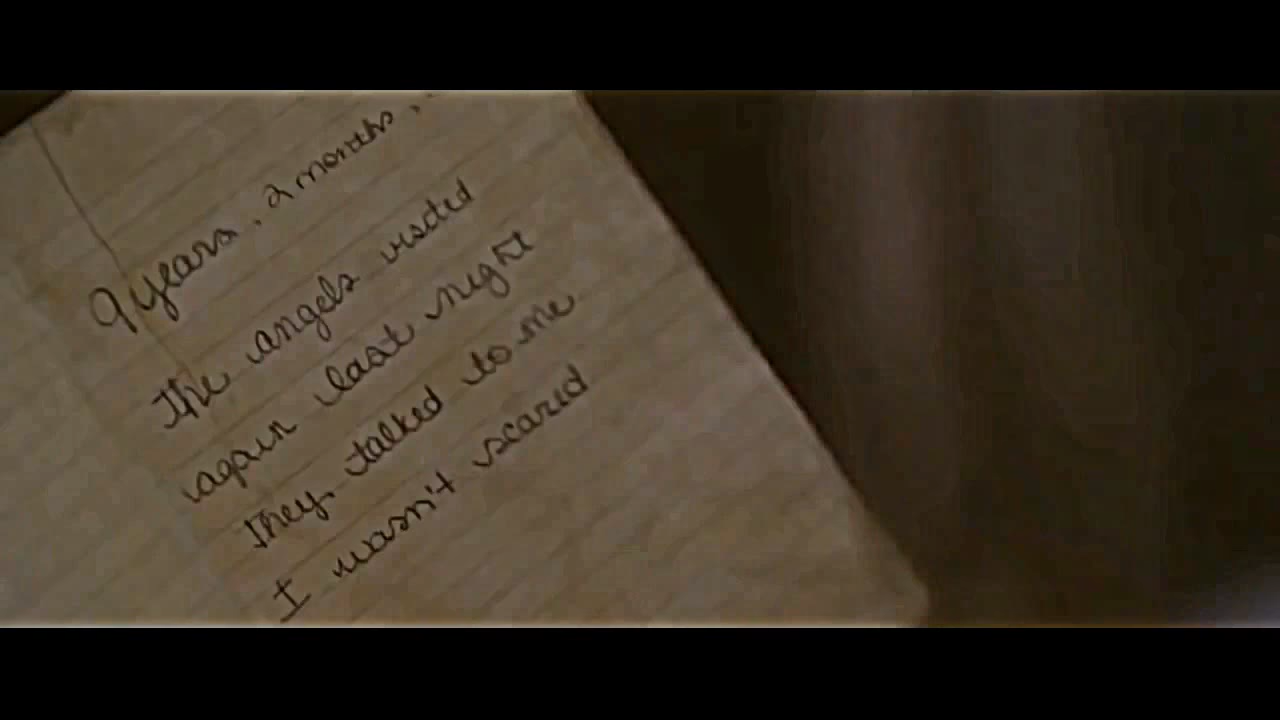 9 years, 2 months,
The angels visited
again last night
They talked to me
I wasn't scared